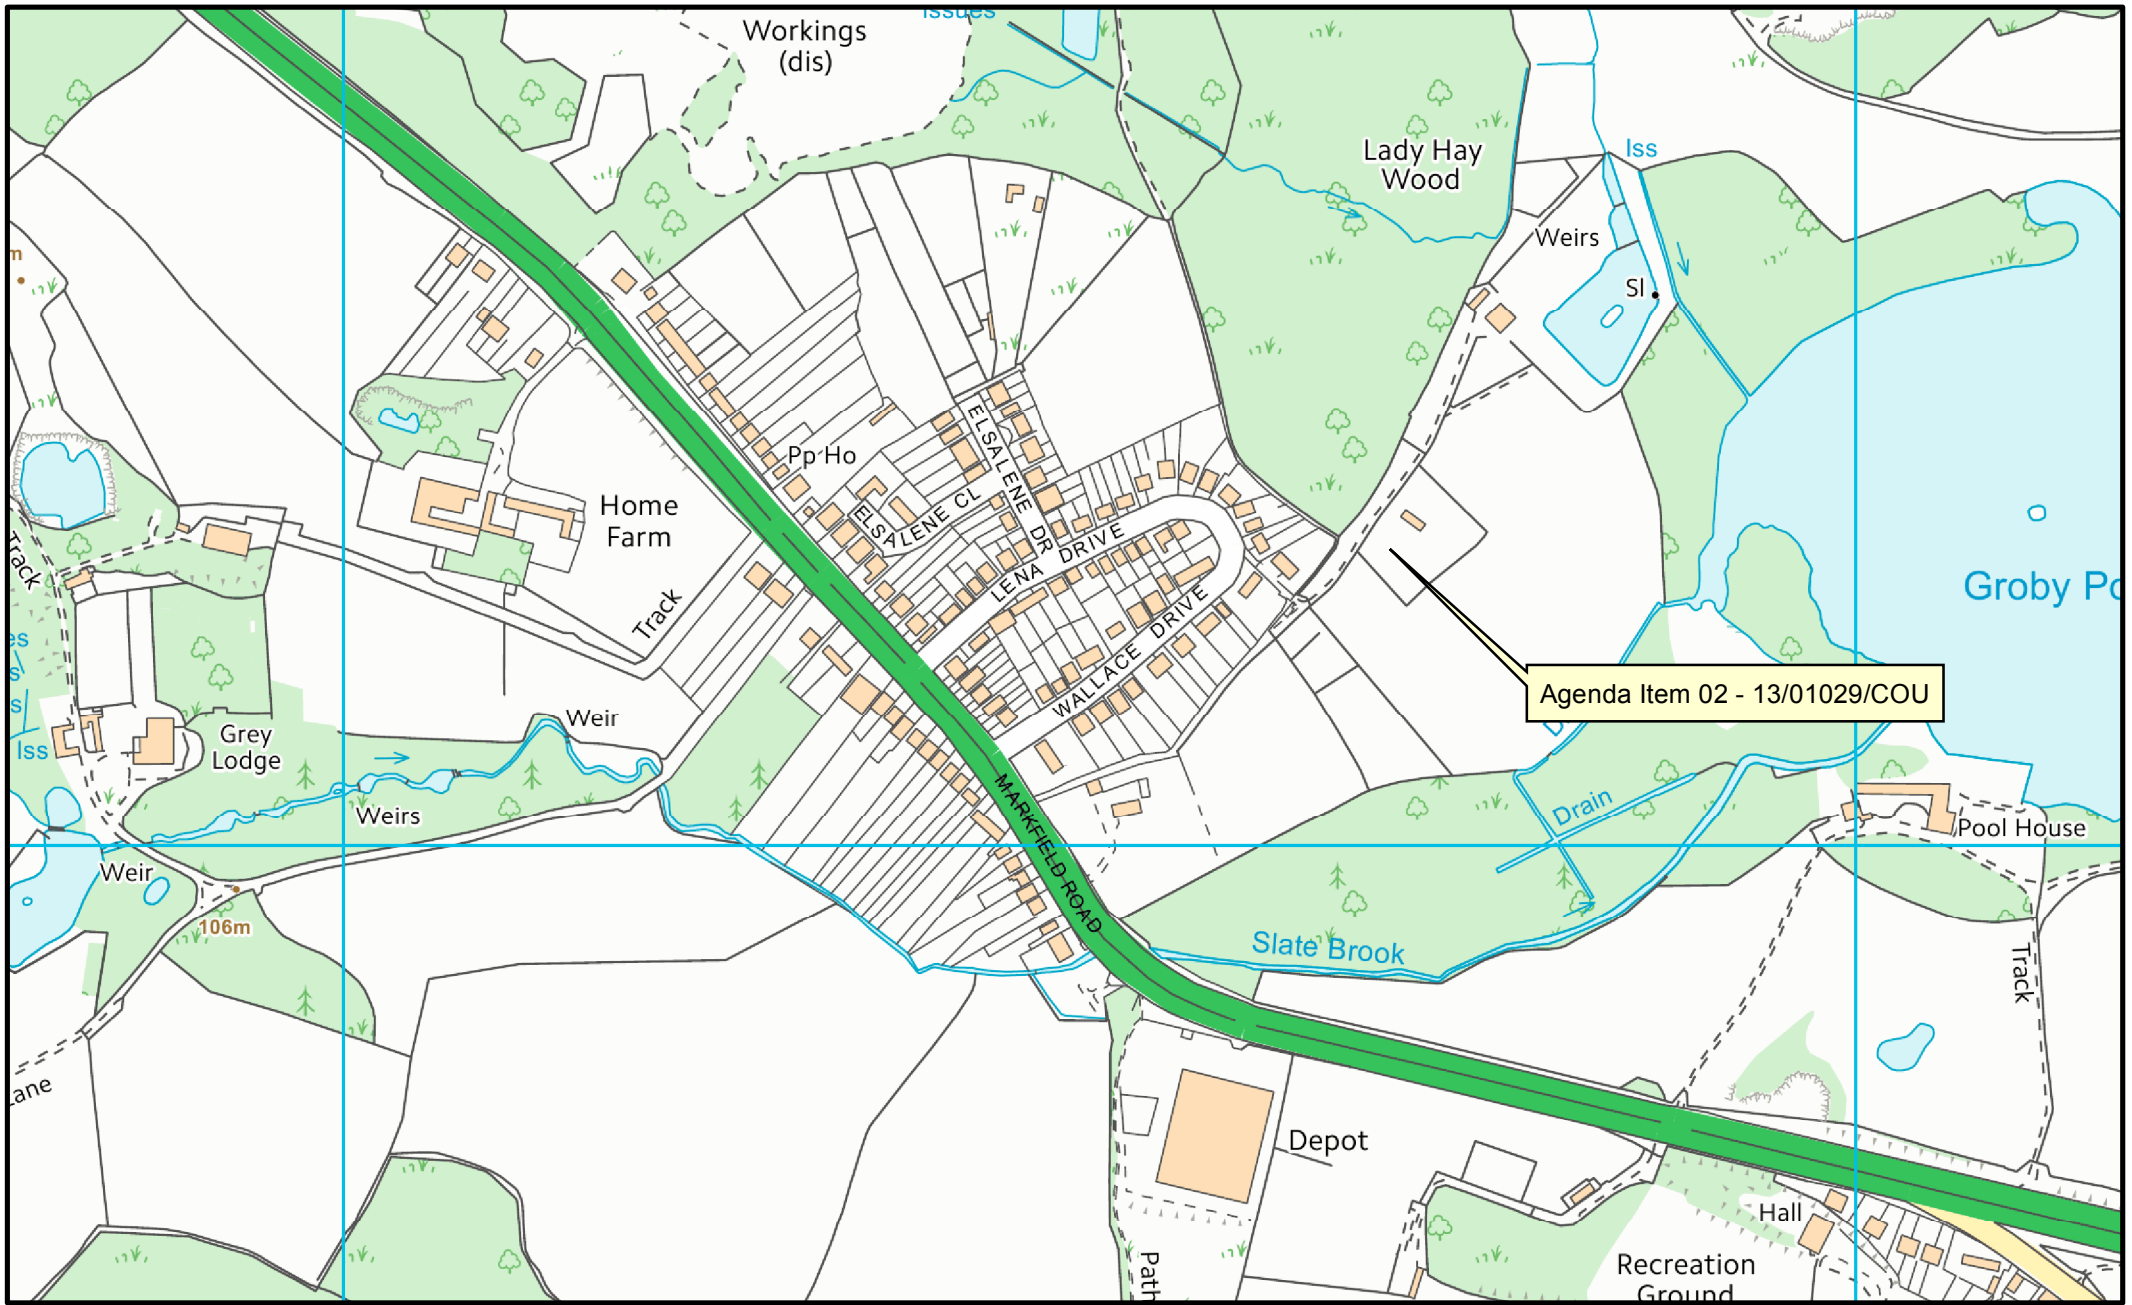 Issues
Workings
(dis)
Lady Hay
Wood
Iss
Weirs
Sl
m
Pp Ho
ELSALENE DR
ELSALENE CL
Home
Farm
LENA DRIVE
Track
Track
Groby Po
WALLACE DRIVE
Agenda Item 02 - 13/01029/COU
es
s
s
Iss
Grey
Lodge
Weir
Weirs
MARKFIELD ROAD
Drain
Pool House
Weir
106m
Slate Brook
Track
Lane
Depot
Path
Hall
Recreation
Ground